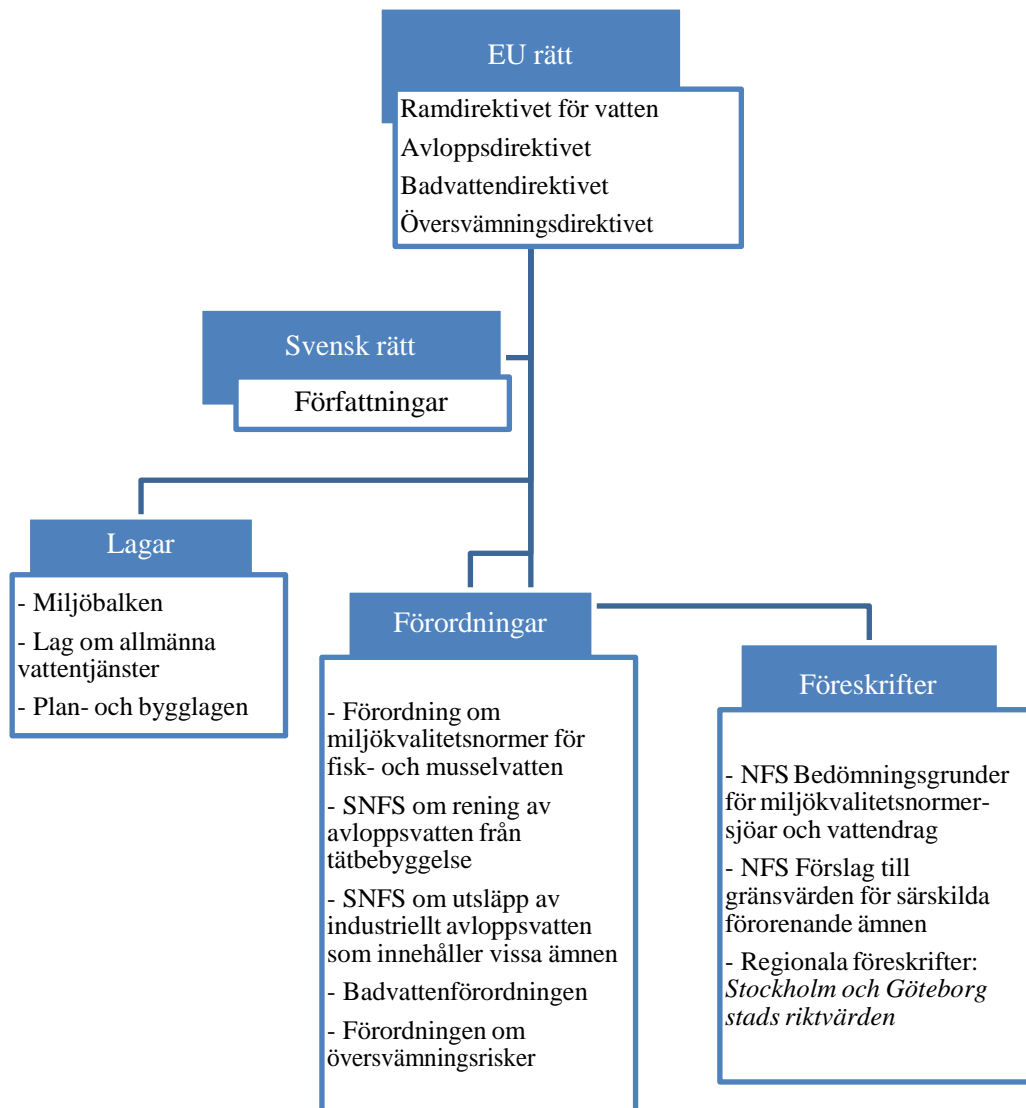 EU rätt
Ramdirektivet för vatten
Avloppsdirektivet
Badvattendirektivet
Översvämningsdirektivet
Svensk rätt
Författningar
Lagar
- Miljöbalken
- Lag om allmänna
vattentjänster
- Plan- och bygglagen
Förordningar
- Förordning om
miljökvalitetsnormer för
fisk- och musselvatten
- SNFS om rening av
avloppsvatten från
tätbebyggelse
- SNFS om utsläpp av
industriellt avloppsvatten
som innehåller vissa ämnen
- Badvattenförordningen
- Förordningen om
översvämningsrisker
Föreskrifter
- NFS Bedömningsgrunder
för miljökvalitetsnormer-
sjöar och vattendrag
- NFS Förslag till
gränsvärden för särskilda
förorenande ämnen
- Regionala föreskrifter:
Stockholm och Göteborg
stads riktvärden